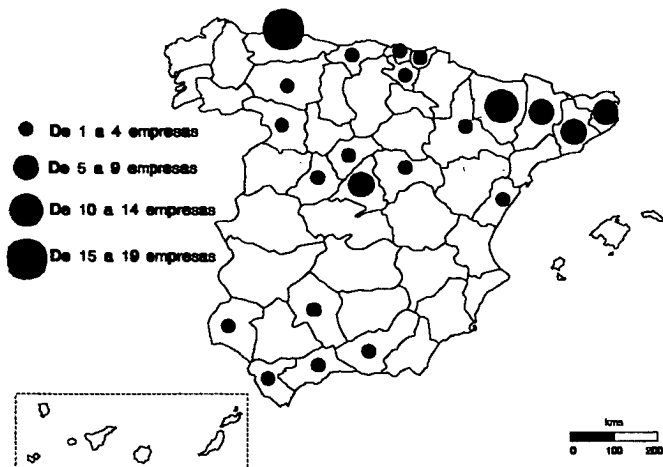 De 1 a 4 empresas
De 5 a 9 empresas
De 10 a 14 empresas
De 15 a 19 empresas
kms
0 100 200